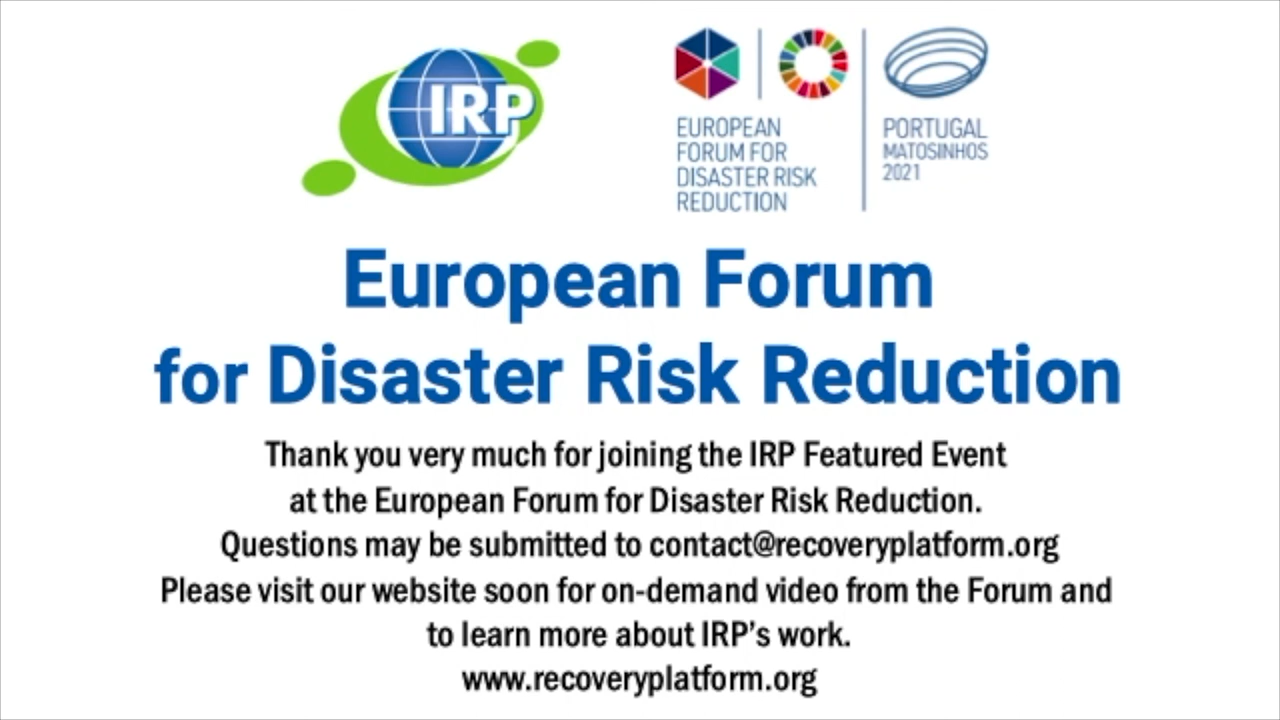 IRP
EUROPEAN
FORUM FOR
DISASTER RISK
REDUCTION
PORTUGAL
MATOSINHOS
2021
European Forum
for Disaster Risk Reduction
Thank you very much for joining the IRP Featured Event
at the European Forum for Disaster Risk Reduction.
Questions may be submitted to contact@recoveryplatform.org
Please visit our website soon for on-demand video from the Forum and
to learn more about IRP’s work.
www.recoveryplatform.org